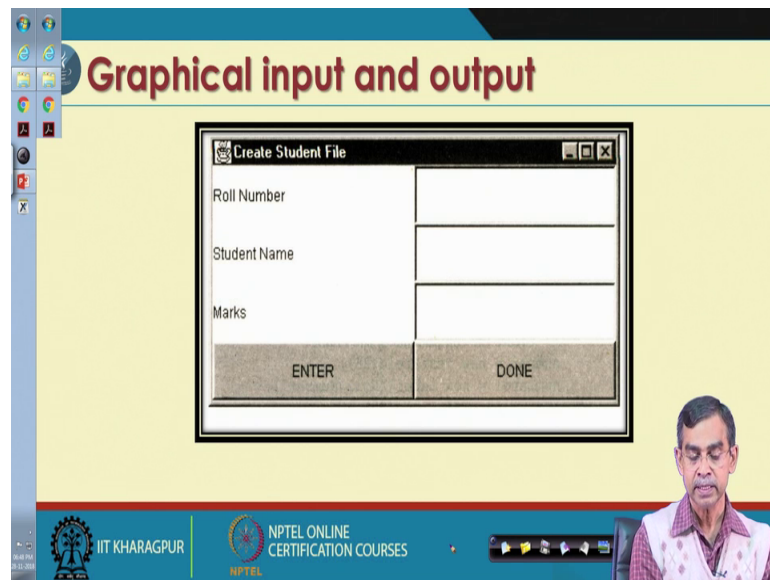 Graphical input and output
Create Student File
Roll Number
Student Name
Marks
ENTER
DONE
IIT KHARAGPUR
NPTEL
NPTEL ONLINE
CERTIFICATION COURSES